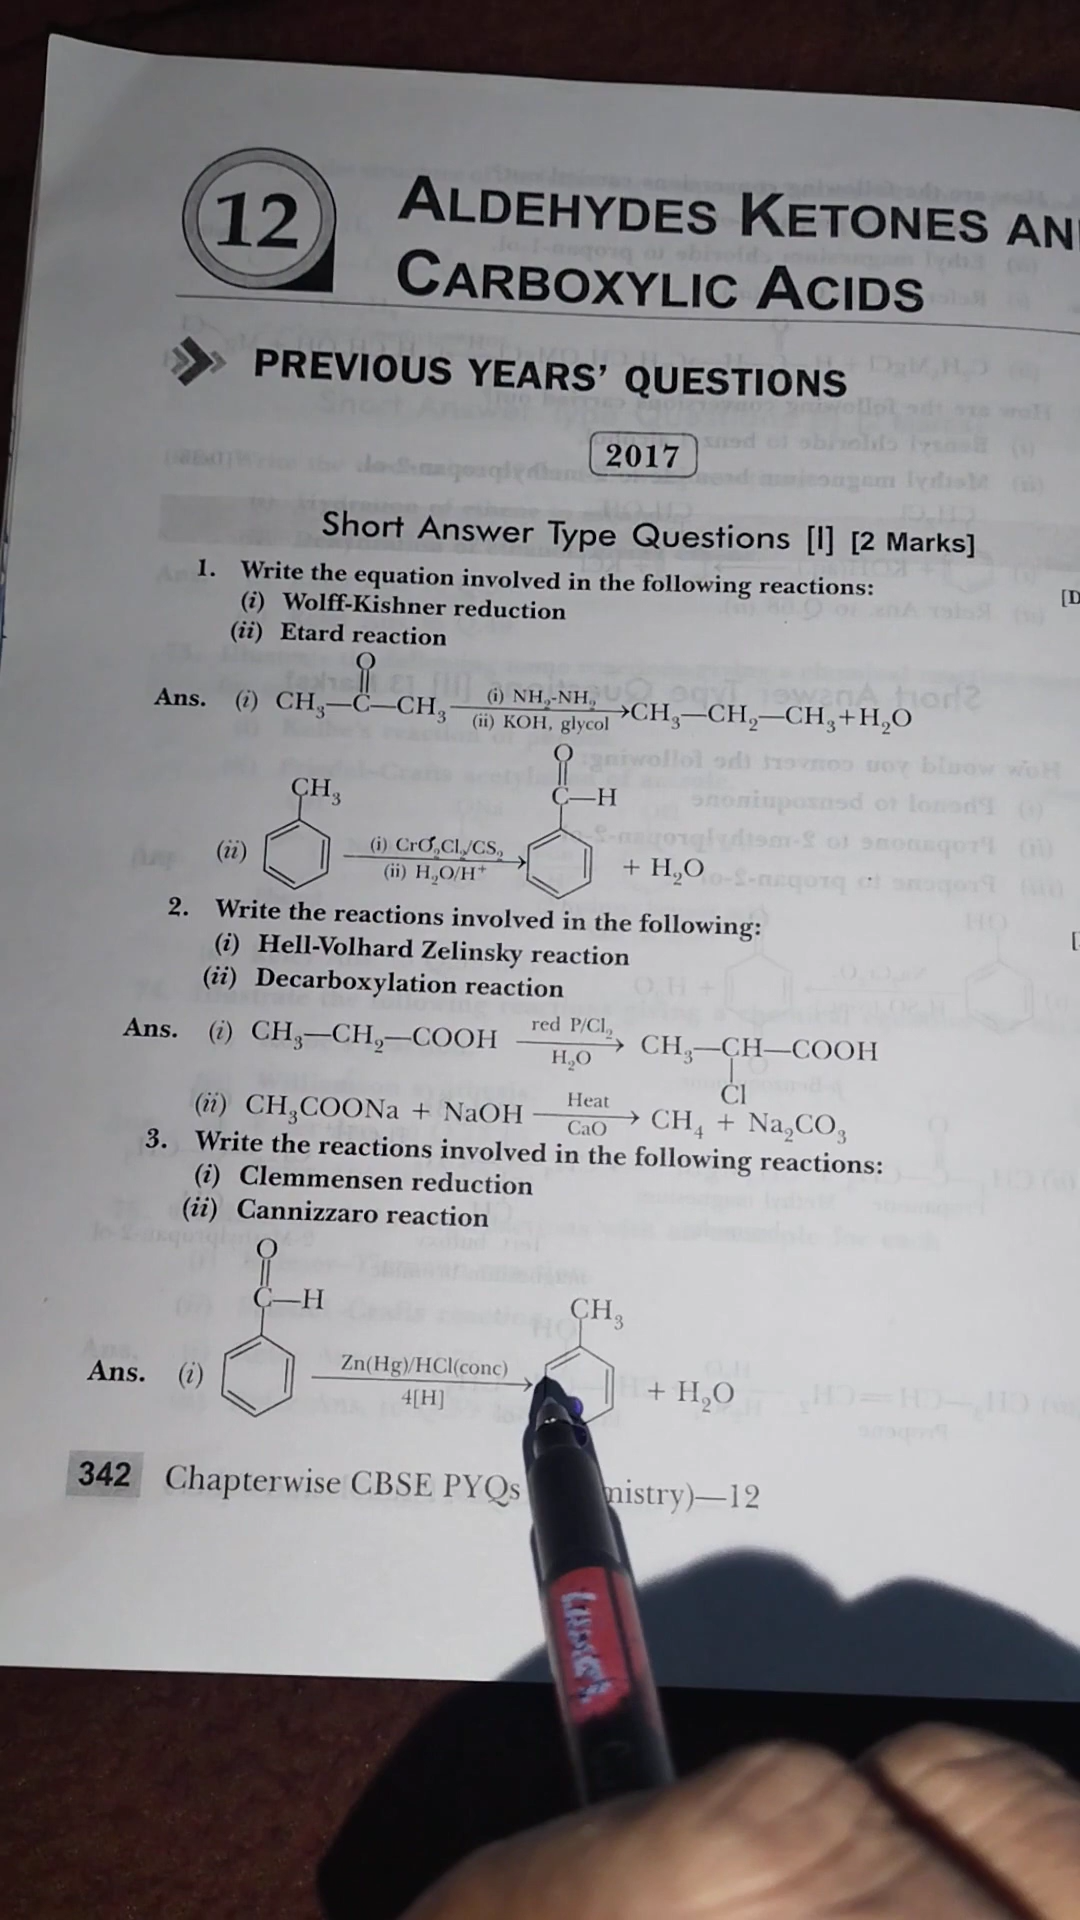 12
ALDEHYDES KETONES AN
CARBOXYLIC ACIDS
PREVIOUS YEARS' QUESTIONS
2017
Short Answer Type Questions [I] [2 Marks]
1. Write the equation involved in the following reactions: [D
(i) Wolff-Kishner reduction
(ii) Etard reaction
O
Ans. (i) CH₃—C—CH₃ (i) NH₂-NH₂ (ii) KOH, glycol → CH₃—CH₂—CH₃+H₂O
O
CH₃ C—H
(ii) (i) CrO₂Cl₂/CS₂ (ii) H₂O/H⁺ → + H₂O
2. Write the reactions involved in the following: [
(i) Hell-Volhard Zelinsky reaction
(ii) Decarboxylation reaction
Ans. (i) CH₃—CH₂—COOH red P/Cl₂ H₂O → CH₃—CH—COOH
Cl
(ii) CH₃COONa + NaOH Heat CaO → CH₄ + Na₂CO₃
3. Write the reactions involved in the following reactions:
(i) Clemmensen reduction
(ii) Cannizzaro reaction
O
C—H CH₃
Ans. (i) Zn(Hg)/HCl(conc) 4[H] → + H₂O
342 Chapterwise CBSE PYQs mistry)—12